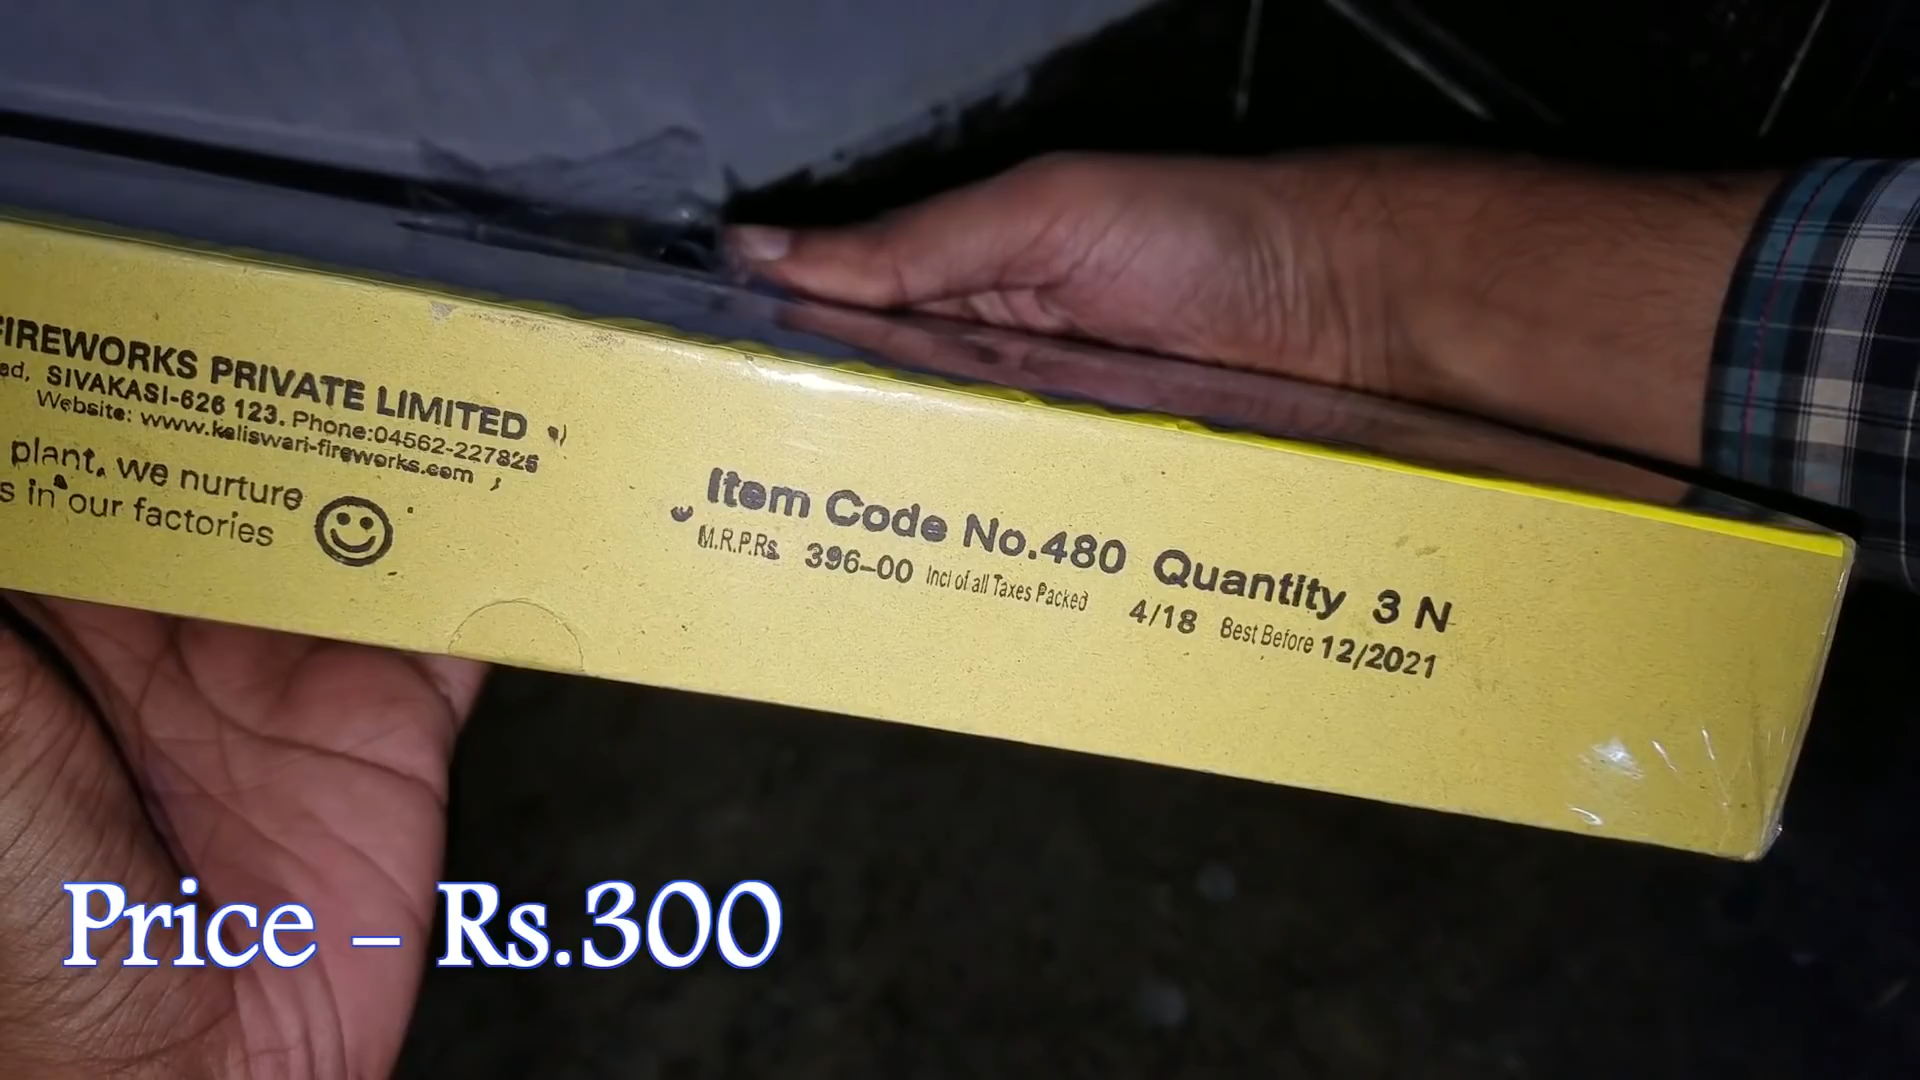 FIREWORKS PRIVATE LIMITED
ad, SIVAKASI-626 123. Phone:04562-227825
Website: www.kaliswari-fireworks.com
plant, we nurture
s in our factories
Item Code No.480 Quantity 3 N
M.R.P.Rs 396-00 Incl of all Taxes Packed 4/18 Best Before 12/2021
Price - Rs.300